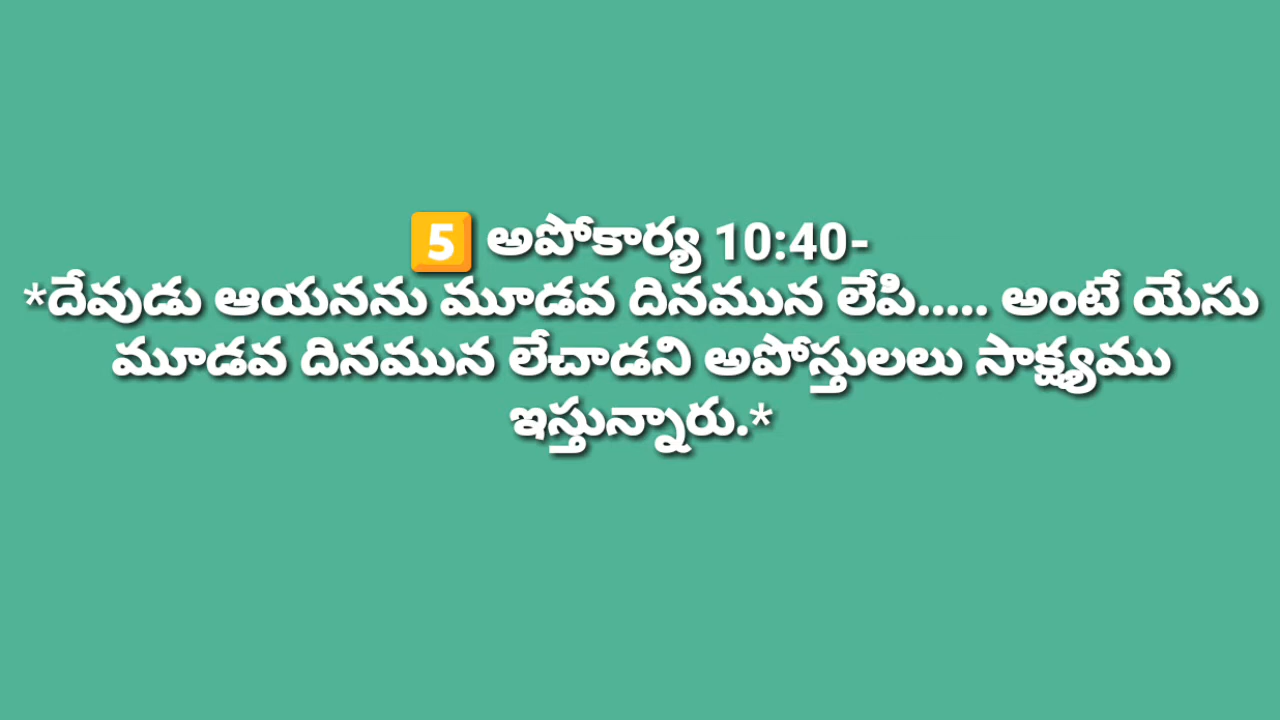 5️⃣ అపోకార్య 10:40-
*దేవుడు ఆయనను మూడవ దినమున లేపి..... అంటే యేసు
మూడవ దినమున లేచాడని అపోస్తులలు సాక్ష్యము
ఇస్తున్నారు.*